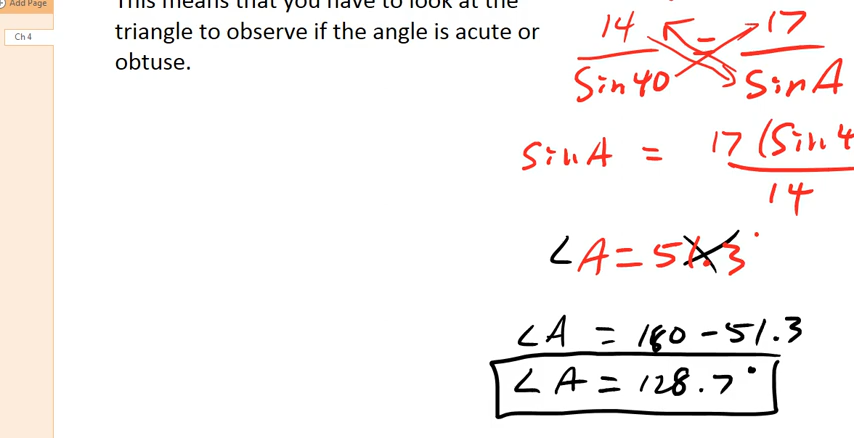 Add Page
Ch 4
This means that you have to look at the
triangle to observe if the angle is acute or
obtuse.
14 = 17
Sin40 SinA
SinA = 17 (Sin4
14
∠A = 51.3°
∠A = 180 - 51.3
∠A = 128.7°